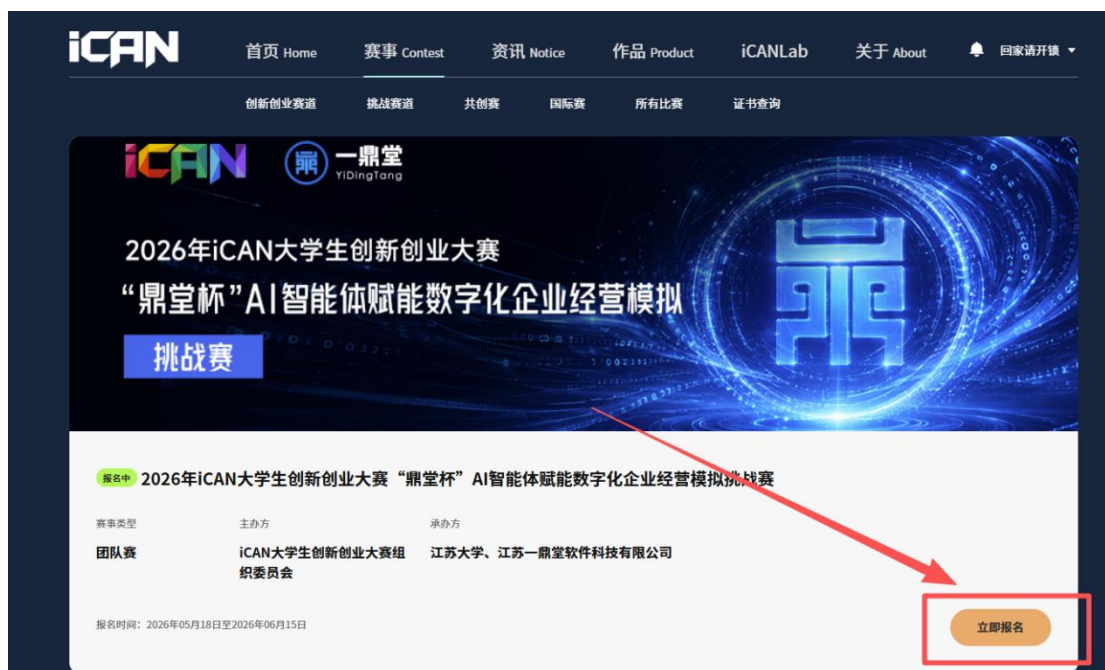 iCAN
首页 Home 赛事 Contest 资讯 Notice 作品 Product iCANLab 关于 About 回家请开锁
创新创业赛道 挑战赛道 共创赛 国际赛 所有比赛 证书查询
iCAN 一鼎堂
YiDingTang
2026年iCAN大学生创新创业大赛
“鼎堂杯”AI智能体赋能数字化企业经营模拟
挑战赛
报名中 2026年iCAN大学生创新创业大赛“鼎堂杯”AI智能体赋能数字化企业经营模拟挑战赛
赛事类型 主办方 承办方
团队赛 iCAN大学生创新创业大赛组 江苏大学、江苏一鼎堂软件科技有限公司
织委员会
报名时间：2026年05月18日至2026年06月15日
立即报名